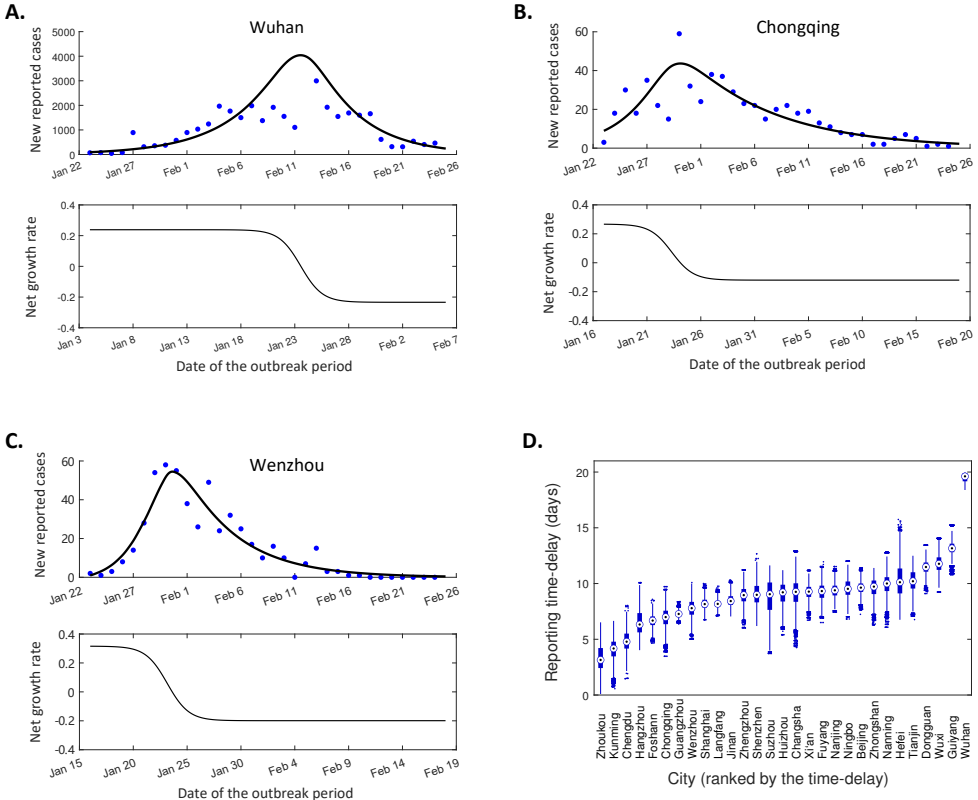 A.
Wuhan
New reported cases
5000
4000
3000
2000
1000
0
Jan 22 Jan 27 Feb 1 Feb 6 Feb 11 Feb 16 Feb 21 Feb 26
Net growth rate
0.4
0.2
0
-0.2
-0.4
Jan 3 Jan 8 Jan 13 Jan 18 Jan 23 Jan 28 Feb 2 Feb 7
Date of the outbreak period
B.
Chongqing
New reported cases
60
40
20
0
Jan 22 Jan 27 Feb 1 Feb 6 Feb 11 Feb 16 Feb 21 Feb 26
Net growth rate
0.4
0.2
0
-0.2
-0.4
Jan 16 Jan 21 Jan 26 Jan 31 Feb 5 Feb 10 Feb 15 Feb 20
Date of the outbreak period
C.
Wenzhou
New reported cases
60
40
20
0
Jan 22 Jan 27 Feb 1 Feb 6 Feb 11 Feb 16 Feb 21 Feb 26
Net growth rate
0.4
0.2
0
-0.2
-0.4
Jan 15 Jan 20 Jan 25 Jan 30 Feb 4 Feb 9 Feb 14 Feb 19
Date of the outbreak period
D.
Reporting time-delay (days)
20
15
10
5
0
Zhoukou
Kunming
Chengdu
Hangzhou
Foshann
Chongqing
Guangzhou
Wenzhou
Shanghai
Langfang
Jinan
Zhengzhou
Shenzhen
Suzhou
Huizhou
Changsha
Xi'an
Fuyang
Nanjing
Ningbo
Beijing
Zhongshan
Nanning
Hefei
Tianjin
Dongguan
Wuxi
Guiyang
Wuhan
City (ranked by the time-delay)